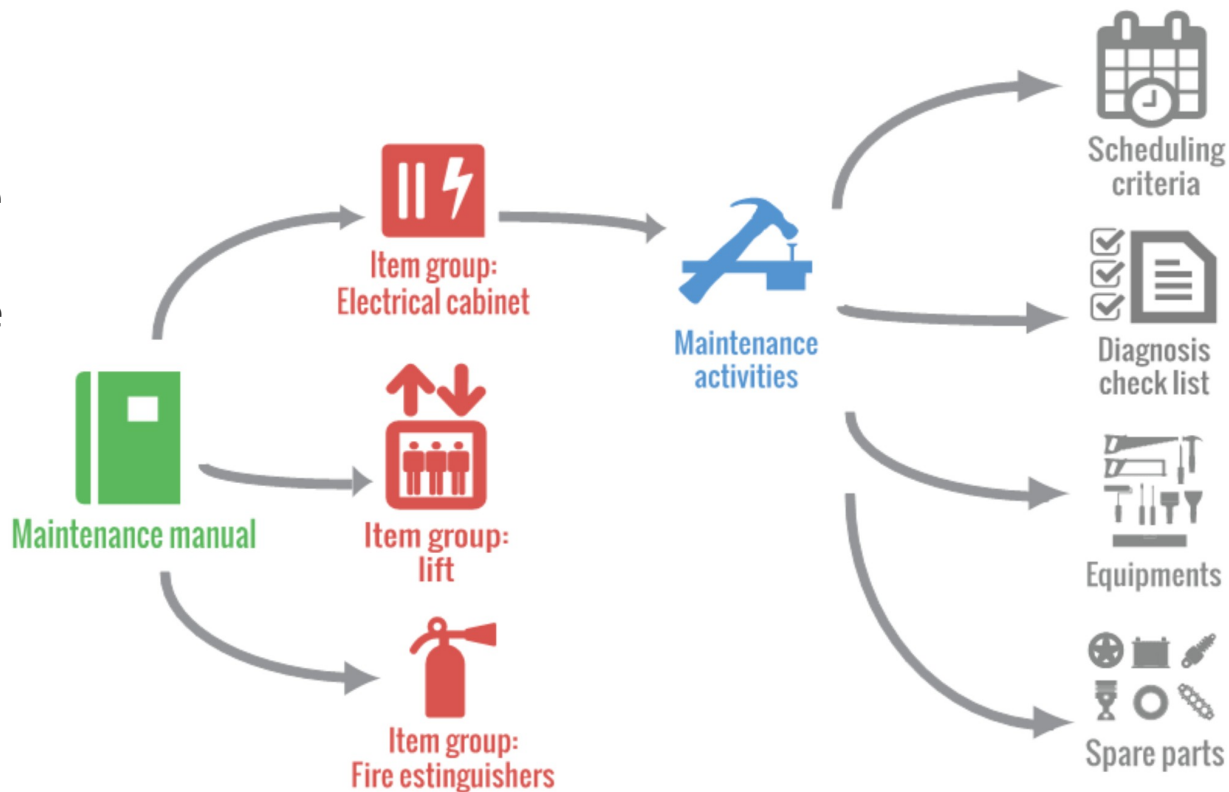 Maintenance manual
Item group:
Electrical cabinet
Item group:
lift
Item group:
Fire estinguishers
Maintenance
activities
Scheduling
criteria
Diagnosis
check list
Equipments
Spare parts